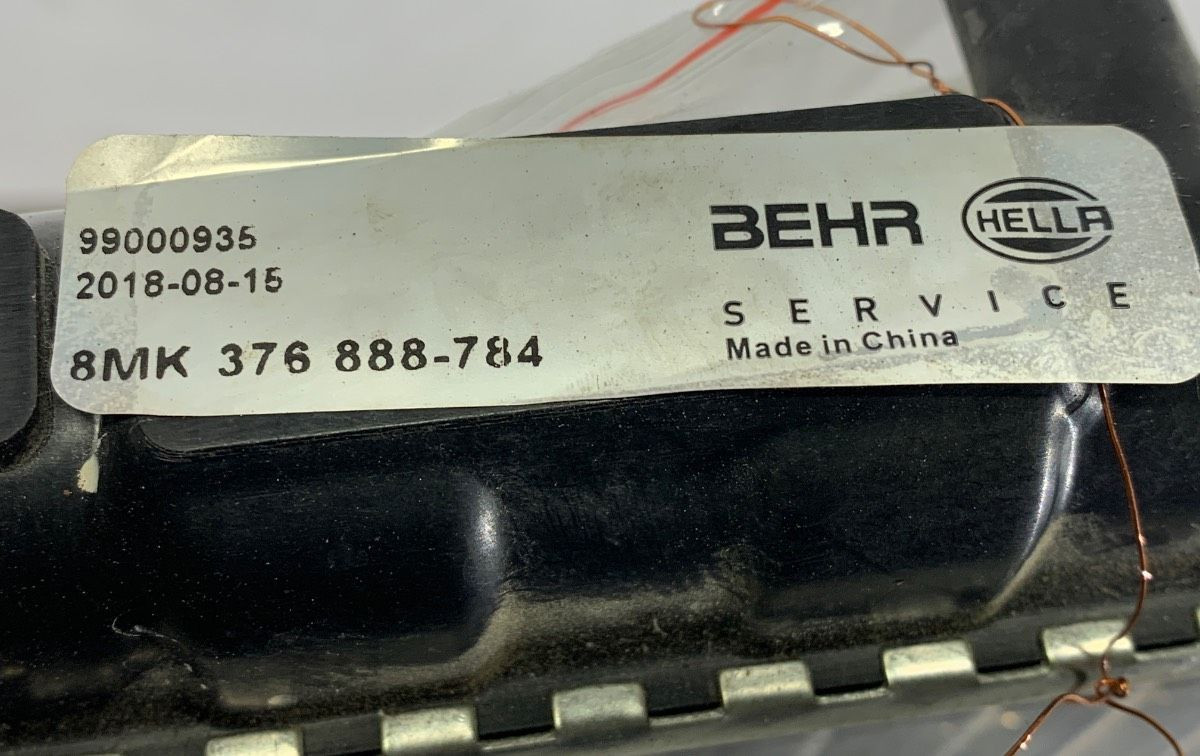 99000935
2018-08-15
8MK 376 888-784
BEHR HELLA
SERVICE
Made in China